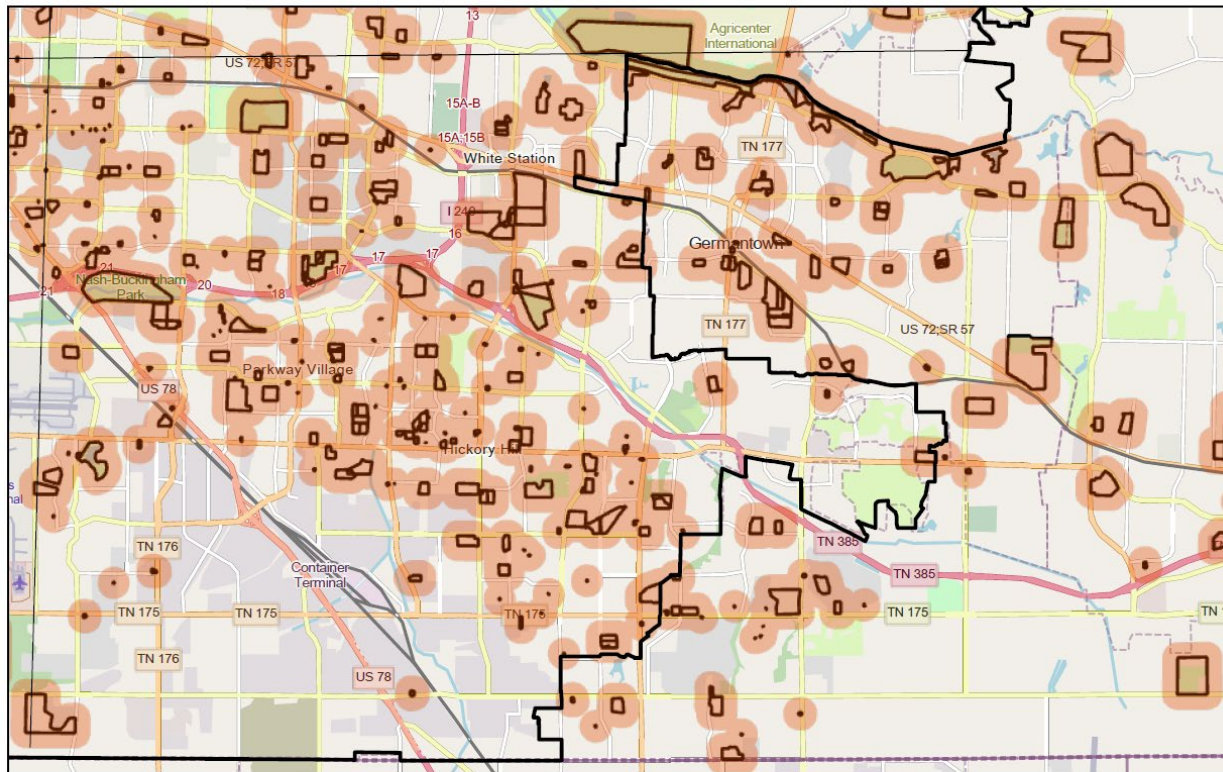 13
Agricenter
International
US 72;SR 57
15A-B
15A;15B
White Station
TN 177
I 240
16
17
17
17
Germantown
21
Nash-Buckingham
Park
20
18
21
TN 177
US 72;SR 57
Parkway Village
US 78
Hickory Hill
TN 176
TN 385
Container
Terminal
TN 385
TN 175
TN 175
TN 175
TN 175
TN 176
US 78